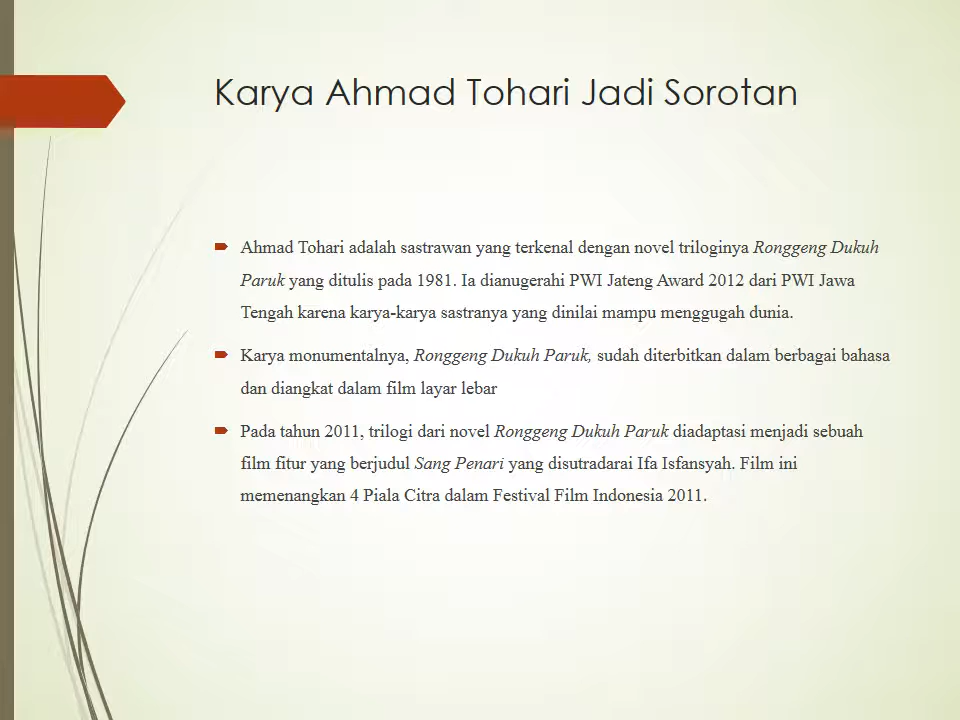 Karya Ahmad Tohari Jadi Sorotan
Ahmad Tohari adalah sastrawan yang terkenal dengan novel triloginya Ronggeng Dukuh
Paruk yang ditulis pada 1981. Ia dianugerahi PWI Jateng Award 2012 dari PWI Jawa
Tengah karena karya-karya sastranya yang dinilai mampu menggugah dunia.
Karya monumentalnya, Ronggeng Dukuh Paruk, sudah diterbitkan dalam berbagai bahasa
dan diangkat dalam film layar lebar
Pada tahun 2011, trilogi dari novel Ronggeng Dukuh Paruk diadaptasi menjadi sebuah
film fitur yang berjudul Sang Penari yang disutradarai Ifa Isfansyah. Film ini
memenangkan 4 Piala Citra dalam Festival Film Indonesia 2011.